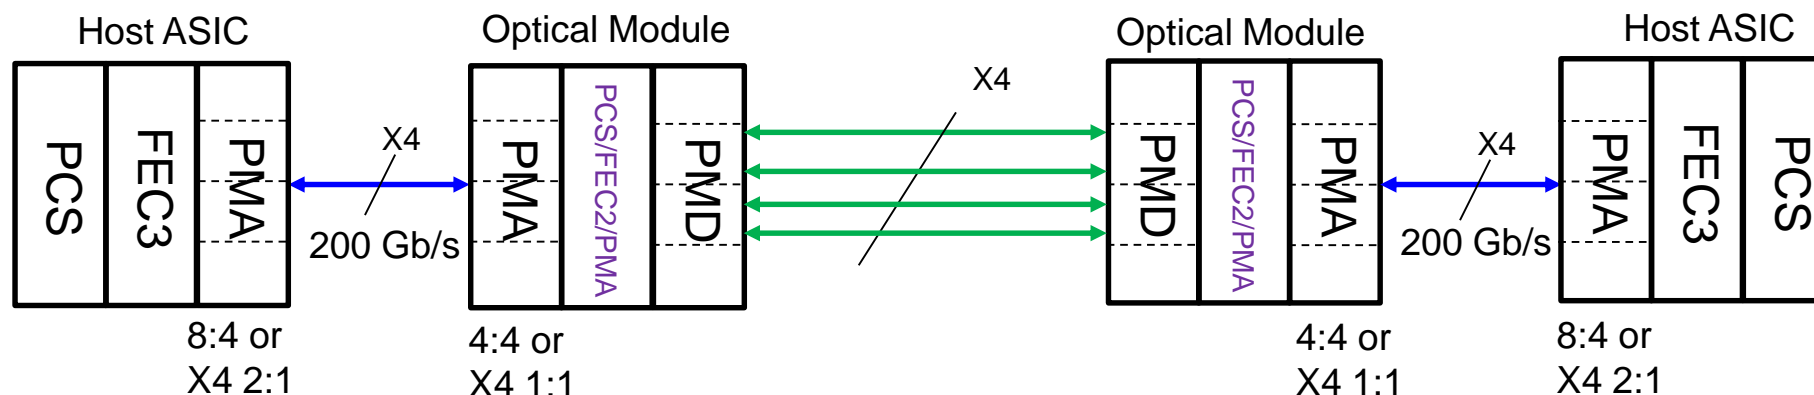 Host ASIC
Optical Module
Optical Module
Host ASIC
PCS
FEC3
PMA
X4
200 Gb/s
PMA
PCS/FEC2/PMA
PMD
X4
PMD
PCS/FEC2/PMA
PMA
X4
200 Gb/s
PMA
FEC3
PCS
8:4 or
X4 2:1
4:4 or
X4 1:1
4:4 or
X4 1:1
8:4 or
X4 2:1